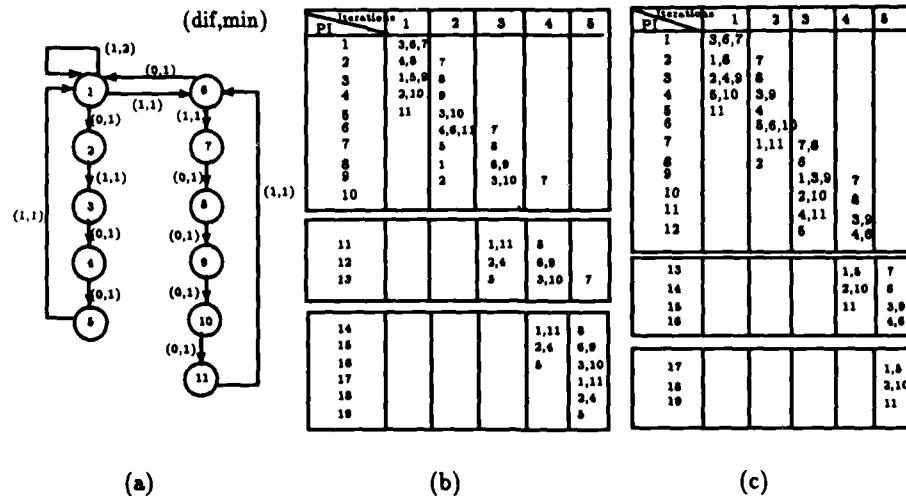 (dif,min)
(1,2)
(0,1)
1
6
(1,1)
(0,1)
(1,1)
2
7
(1,1)
(0,1)
(1,1)
(1,1)
3
8
(0,1)
(0,1)
4
9
(0,1)
(0,1)
5
10
(0,1)
11
(a)
Iterations
PI 1 2 3 4 5
1 3,6,7
2 4,8 7
3 1,5,9 8
4 2,10 9
5 11 3,10
6 4,6,11 7
7 5 8
8 1 6,9
9 2 3,10 7
10
11 1,11 8
12 2,4 6,9
13 5 3,10 7
14 1,11 8
15 2,4 6,9
16 5 3,10
17 1,11
18 2,4
19 5
(b)
Iterations
PI 1 2 3 4 5
1 3,6,7
2 1,8 7
3 2,4,9 8
4 5,10 3,9
5 11 4
6 5,6,10
7 1,11 7,8
8 2 6
9 1,3,9 7
10 2,10 8
11 4,11 3,9
12 5 4,6
13 1,5 7
14 2,10 8
15 11 3,9
16 4,6
17 1,5
18 2,10
19 11
(c)